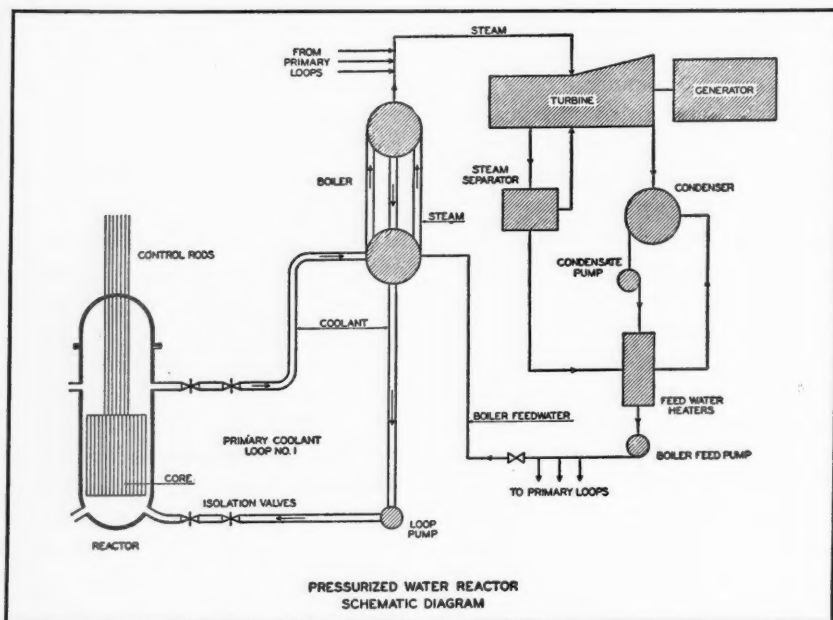 STEAM
FROM
PRIMARY
LOOPS
TURBINE
GENERATOR
BOILER
STEAM
SEPARATOR
CONDENSER
STEAM
CONTROL RODS
CONDENSATE
PUMP
COOLANT
FEED WATER
HEATERS
BOILER FEEDWATER
PRIMARY COOLANT
LOOP NO. 1
BOILER FEED PUMP
CORE
TO PRIMARY LOOPS
ISOLATION VALVES
LOOP
PUMP
REACTOR
PRESSURIZED WATER REACTOR
SCHEMATIC DIAGRAM